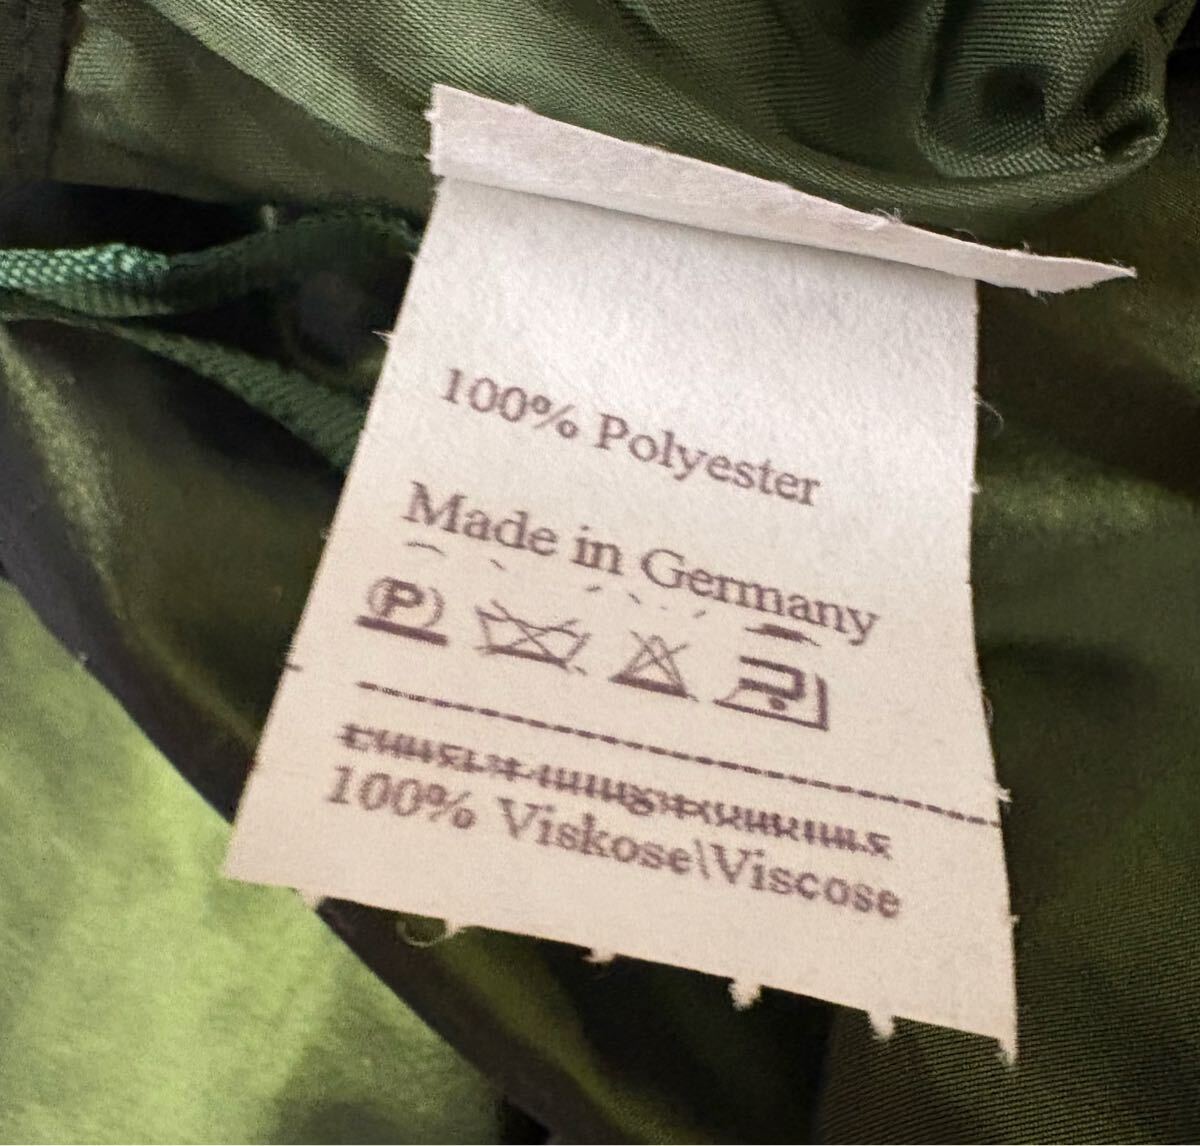 100% Polyester
Made in Germany
P
100% Viskose\Viscose